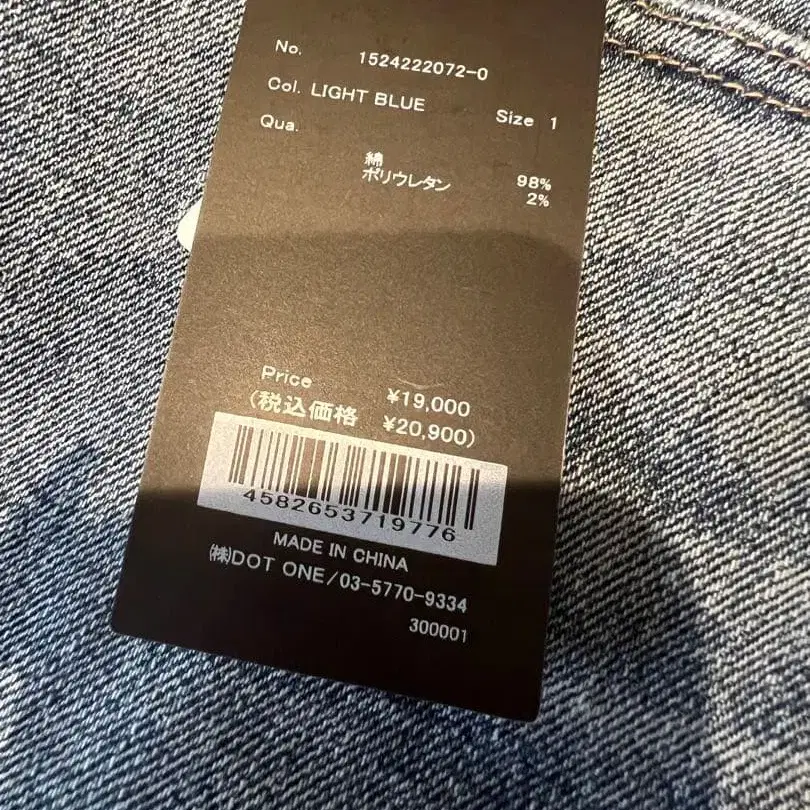 No. 1524222072-0
Col. LIGHT BLUE Size 1
Qua.
綿 98%
ポリウレタン 2%
Price ¥19,000
(税込価格 ¥20,900)
4582653719776
MADE IN CHINA
㈱DOT ONE/03-5770-9334
300001